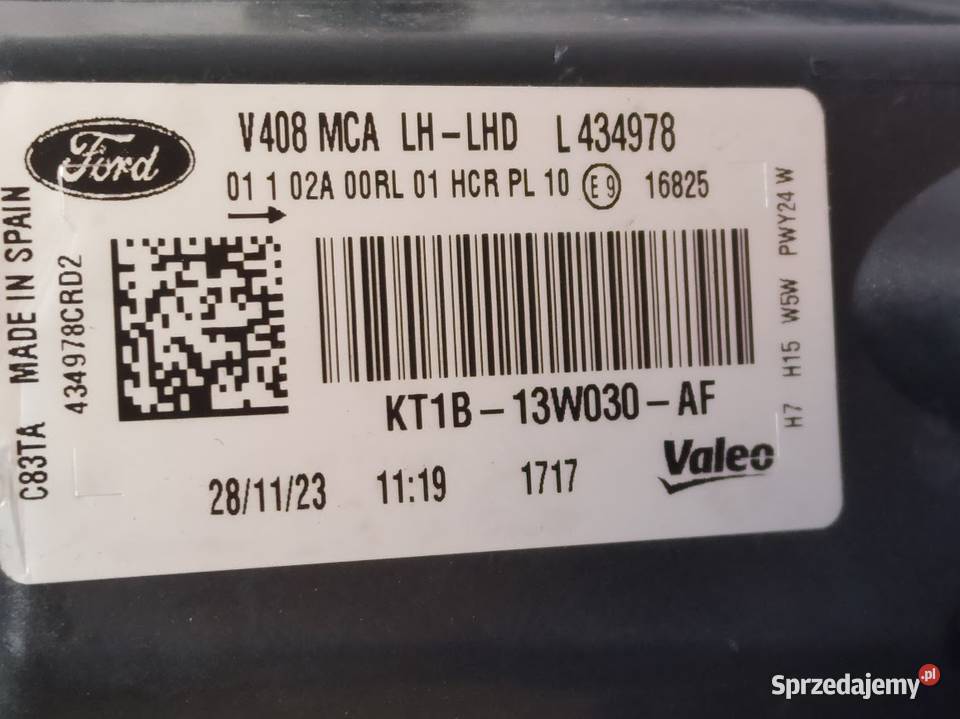 Ford
V408 MCA LH-LHD L434978
01 1 02A 00RL 01 HCR PL 10 E9 16825
C83TA MADE IN SPAIN
434978CRD2
KT1B-13W030-AF
H7 H15 W5W PWY24W
28/11/23 11:19 1717
Valeo
Sprzedajemy.pl